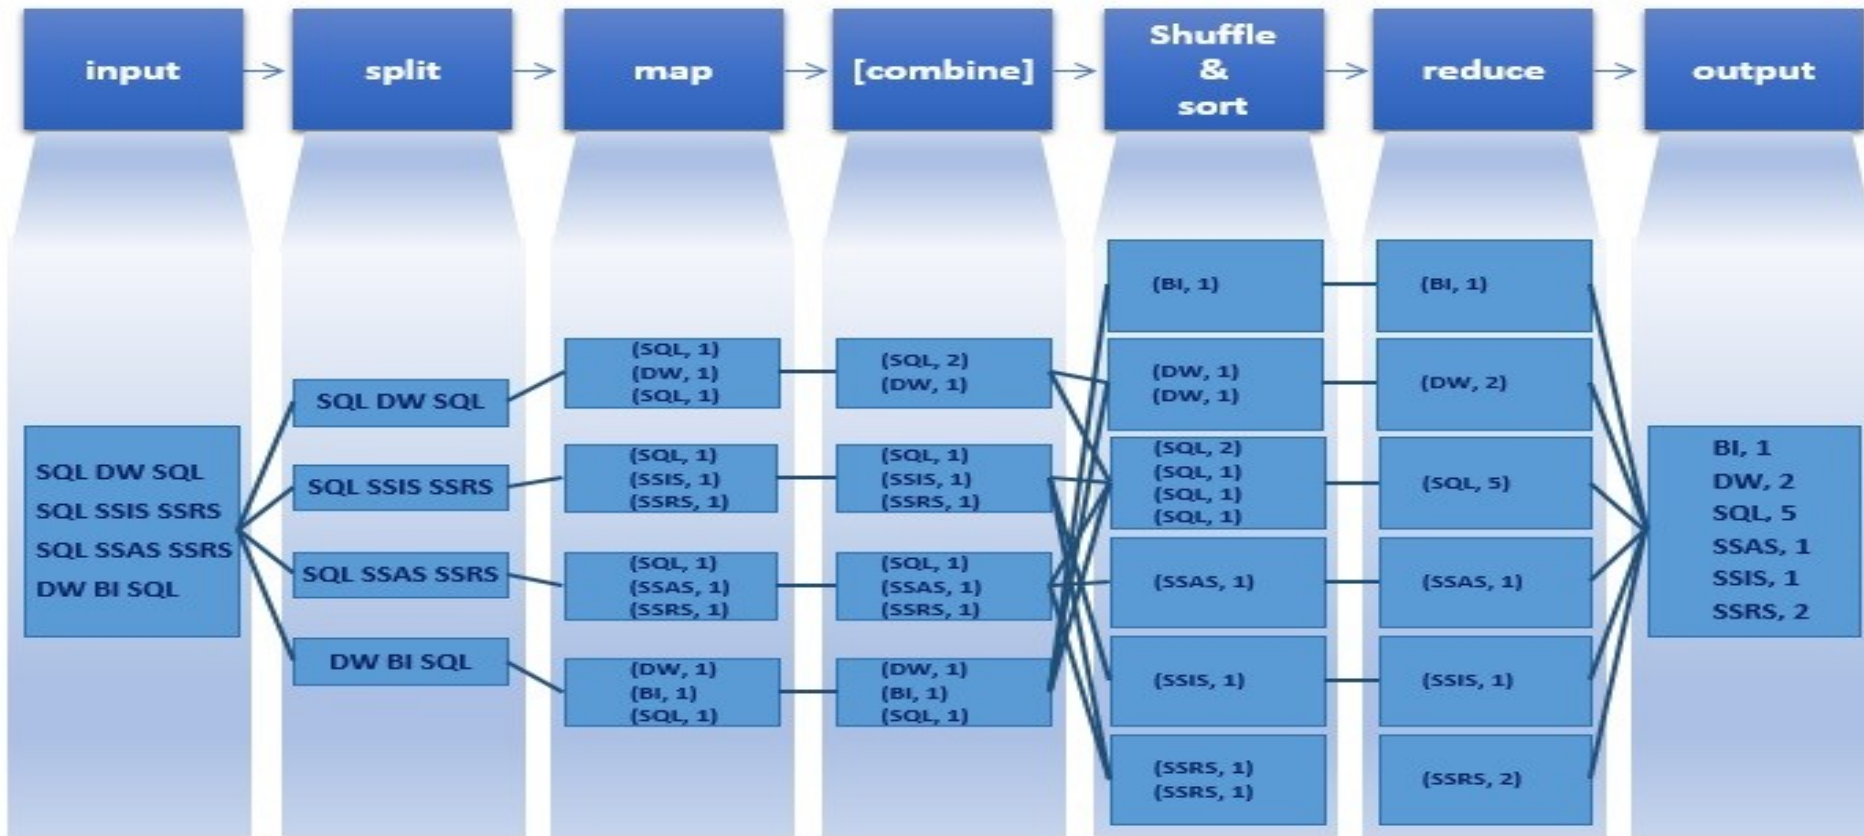 input
split
map
[combine]
Shuffle
&
sort
reduce
output
SQL DW SQL
SQL SSIS SSRS
SQL SSAS SSRS
DW BI SQL
SQL DW SQL
SQL SSIS SSRS
SQL SSAS SSRS
DW BI SQL
(SQL, 1)
(DW, 1)
(SQL, 1)
(SQL, 1)
(SSIS, 1)
(SSRS, 1)
(SQL, 1)
(SSAS, 1)
(SSRS, 1)
(DW, 1)
(BI, 1)
(SQL, 1)
(SQL, 2)
(DW, 1)
(SQL, 1)
(SSIS, 1)
(SSRS, 1)
(SQL, 1)
(SSAS, 1)
(SSRS, 1)
(DW, 1)
(BI, 1)
(SQL, 1)
(BI, 1)
(DW, 1)
(DW, 1)
(SQL, 2)
(SQL, 1)
(SQL, 1)
(SQL, 1)
(SSAS, 1)
(SSIS, 1)
(SSRS, 1)
(SSRS, 1)
(BI, 1)
(DW, 2)
(SQL, 5)
(SSAS, 1)
(SSIS, 1)
(SSRS, 2)
BI, 1
DW, 2
SQL, 5
SSAS, 1
SSIS, 1
SSRS, 2